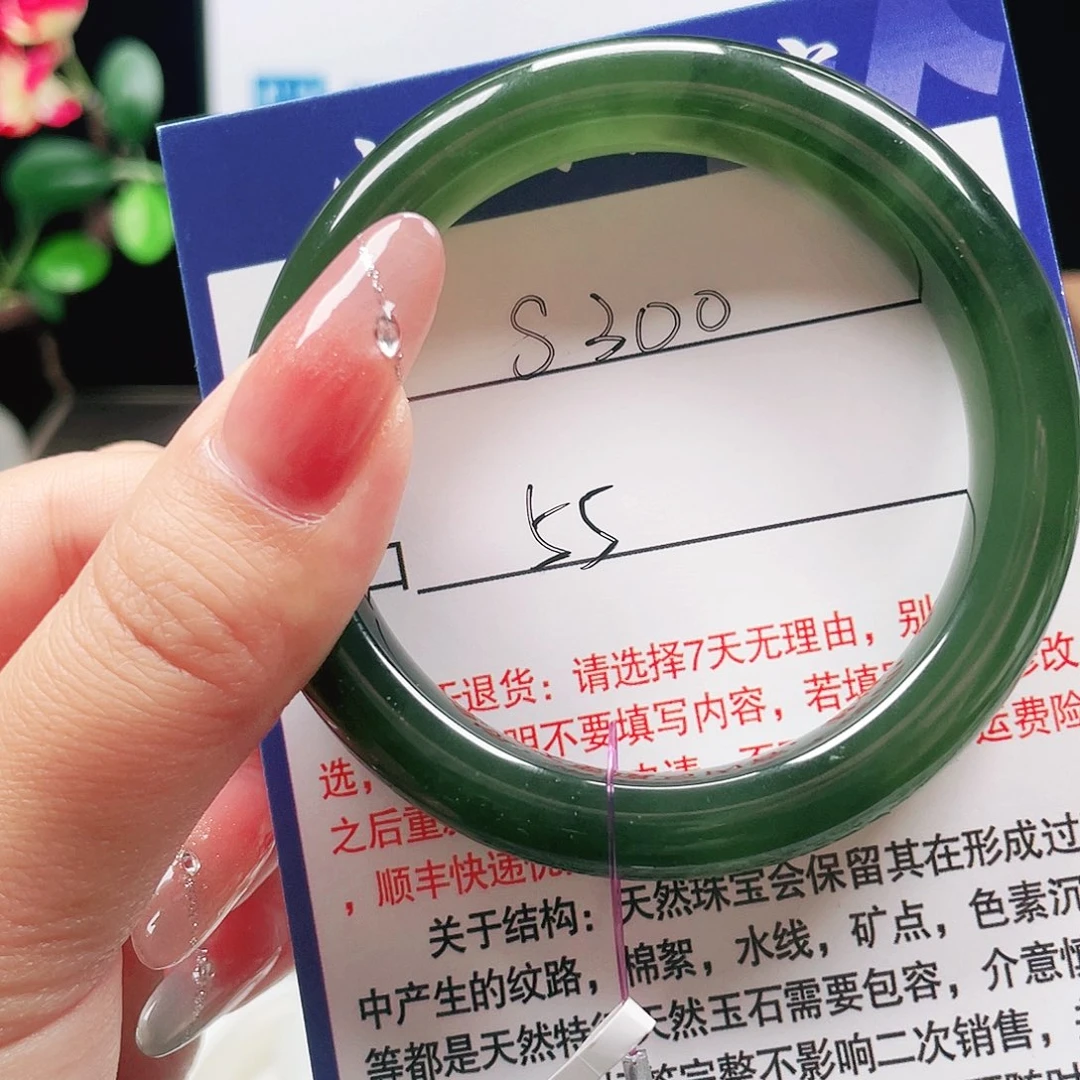 S300
55
退货：请选择7天无理由，别
不要填写内容，若填
改
选，
运费险
之后重
，顺丰快递
关于结构：天然珠宝会保留其在形成过
中产生的纹路，棉絮，水线，矿点，色素沉
等都是天然特 天然玉石需要包容，介意慎
完整不影响二次销售，